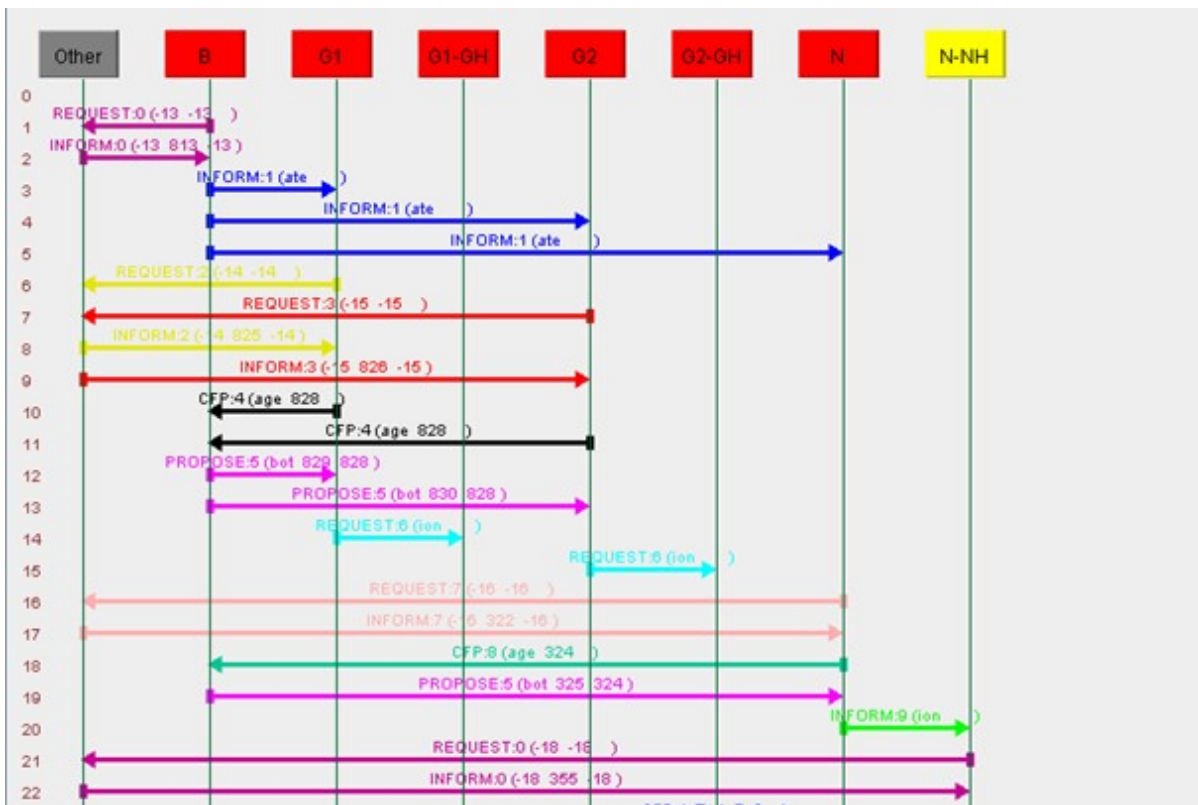 Other B G1 G1-GH G2 G2-GH N N-NH
0
REQUEST:0 (-13 -13 )
1
INFORM:0 (-13 813 -13 )
2
INFORM:1 (ate )
3
INFORM:1 (ate )
4
INFORM:1 (ate )
5
REQUEST:2 (-14 -14 )
6
REQUEST:3 (-15 -15 )
7
INFORM:2 (-14 825 -14 )
8
INFORM:3 (-15 826 -15 )
9
CFP:4 (age 828 )
10
CFP:4 (age 828 )
11
PROPOSE:5 (bot 829 828 )
12
PROPOSE:5 (bot 830 828 )
13
REQUEST:6 (ion )
14
REQUEST:6 (ion )
15
REQUEST:7 (-16 -16 )
16
INFORM:7 (-16 322 -16 )
17
CFP:8 (age 324 )
18
PROPOSE:5 (bot 325 324 )
19
INFORM:9 (ion )
20
REQUEST:0 (-18 -18 )
21
INFORM:0 (-18 355 -18 )
22